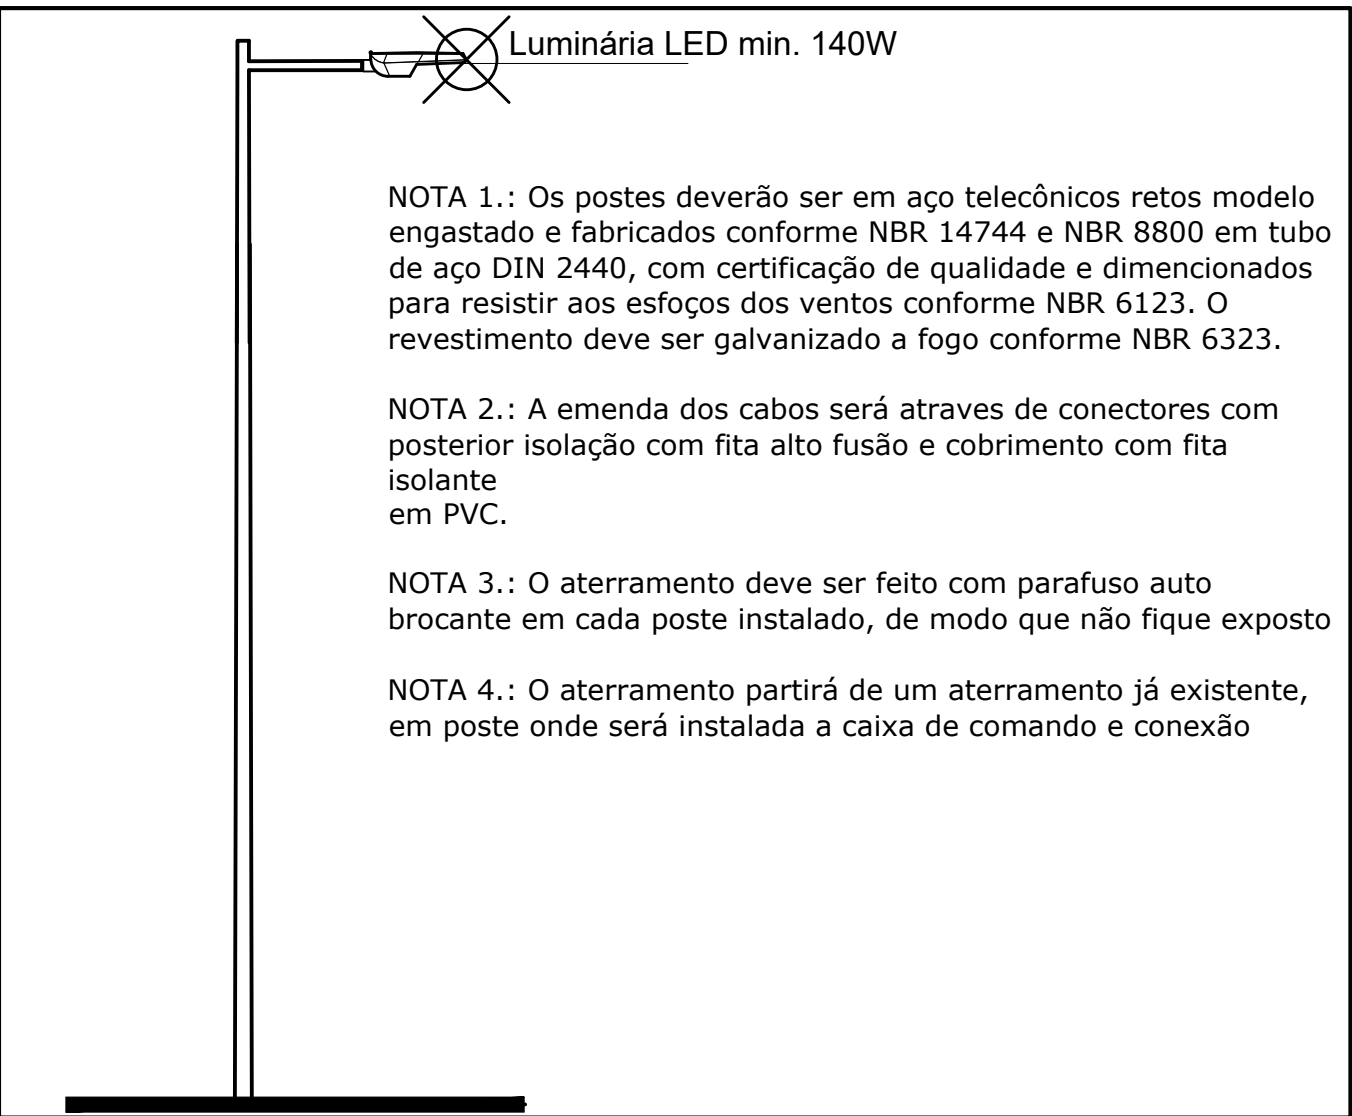 Luminária LED min. 140W
NOTA 1.: Os postes deverão ser em aço telecônicos retos modelo
engastado e fabricados conforme NBR 14744 e NBR 8800 em tubo
de aço DIN 2440, com certificação de qualidade e dimencionados
para resistir aos esfoços dos ventos conforme NBR 6123. O
revestimento deve ser galvanizado a fogo conforme NBR 6323.
NOTA 2.: A emenda dos cabos será atraves de conectores com
posterior isolação com fita alto fusão e cobrimento com fita
isolante
em PVC.
NOTA 3.: O aterramento deve ser feito com parafuso auto
brocante em cada poste instalado, de modo que não fique exposto
NOTA 4.: O aterramento partirá de um aterramento já existente,
em poste onde será instalada a caixa de comando e conexão